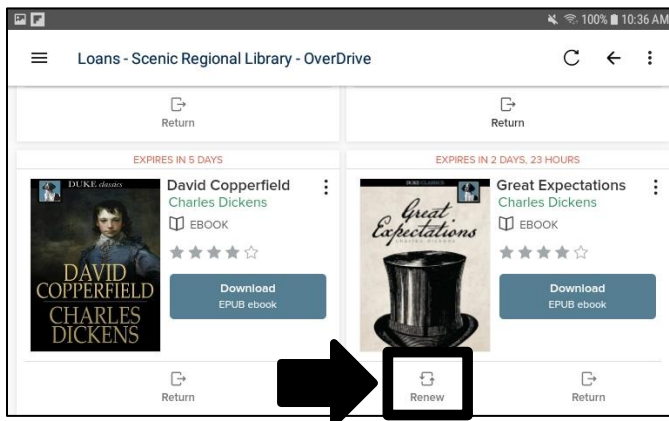 100% 10:36 AM
Loans - Scenic Regional Library - OverDrive
Return
Return
EXPIRES IN 5 DAYS
DUKE classics
DAVID
COPPERFIELD
CHARLES
DICKENS
David Copperfield
Charles Dickens
EBOOK
Download
EPUB ebook
Return
EXPIRES IN 2 DAYS, 23 HOURS
DUKE CLASSICS
Great
Expectations
CHARLES DICKENS
Great Expectations
Charles Dickens
EBOOK
Download
EPUB ebook
Renew
Return